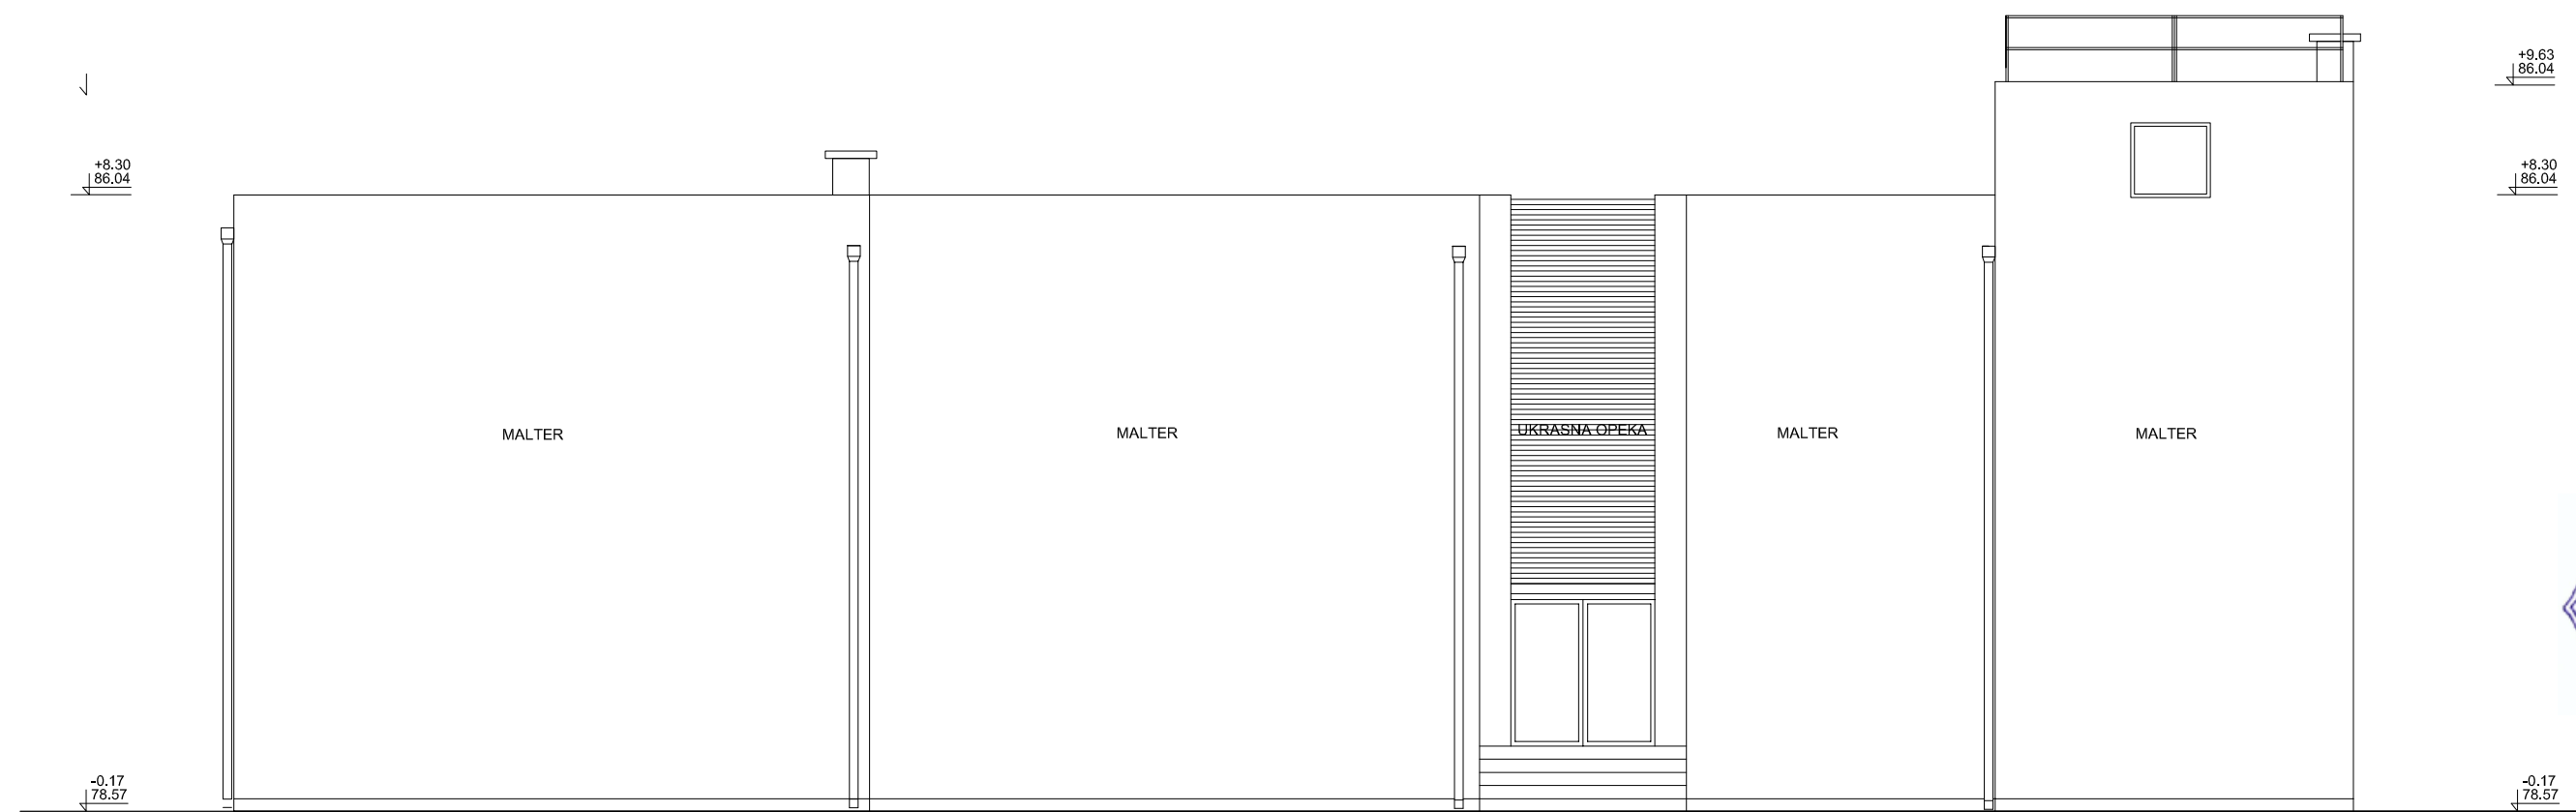 +9.63
86.04
+8.30
86.04
+8.30
86.04
MALTER
MALTER
UKRASNA OPEKA
MALTER
MALTER
-0.17
78.57
-0.17
78.57